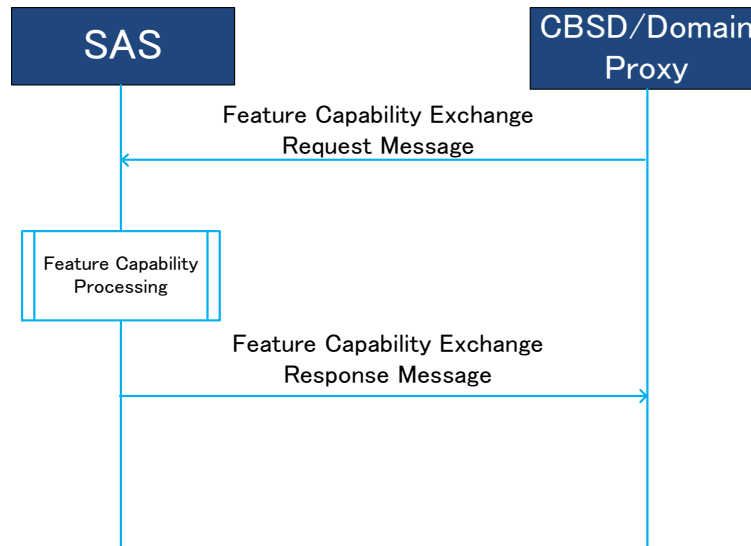 SAS
CBSD/Domain
Proxy
Feature Capability Exchange
Request Message
Feature Capability
Processing
Feature Capability Exchange
Response Message